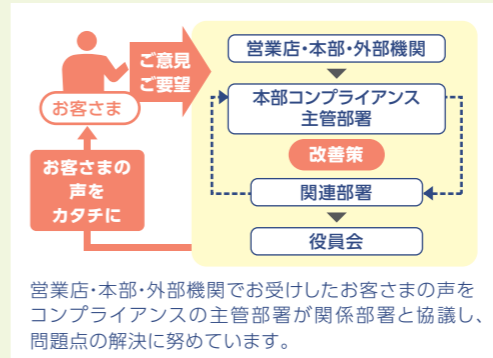 ご意見
ご要望
お客さま
お客さまの
声を
カタチに
営業店・本部・外部機関
本部コンプライアンス
主管部署
改善策
関連部署
役員会
営業店・本部・外部機関でお受けしたお客さまの声を
コンプライアンスの主管部署が関係部署と協議し、
問題点の解決に努めています。